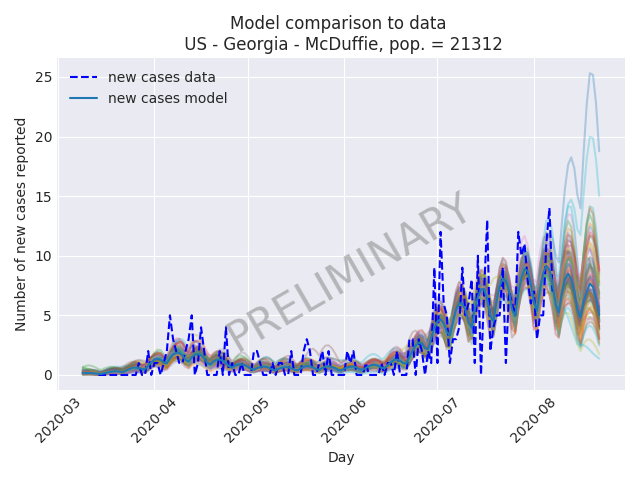 Model comparison to data
US - Georgia - McDuffie, pop. = 21312
new cases data
new cases model
PRELIMINARY
Number of new cases reported
25
20
15
10
5
0
2020-03
2020-04
2020-05
2020-06
2020-07
2020-08
Day